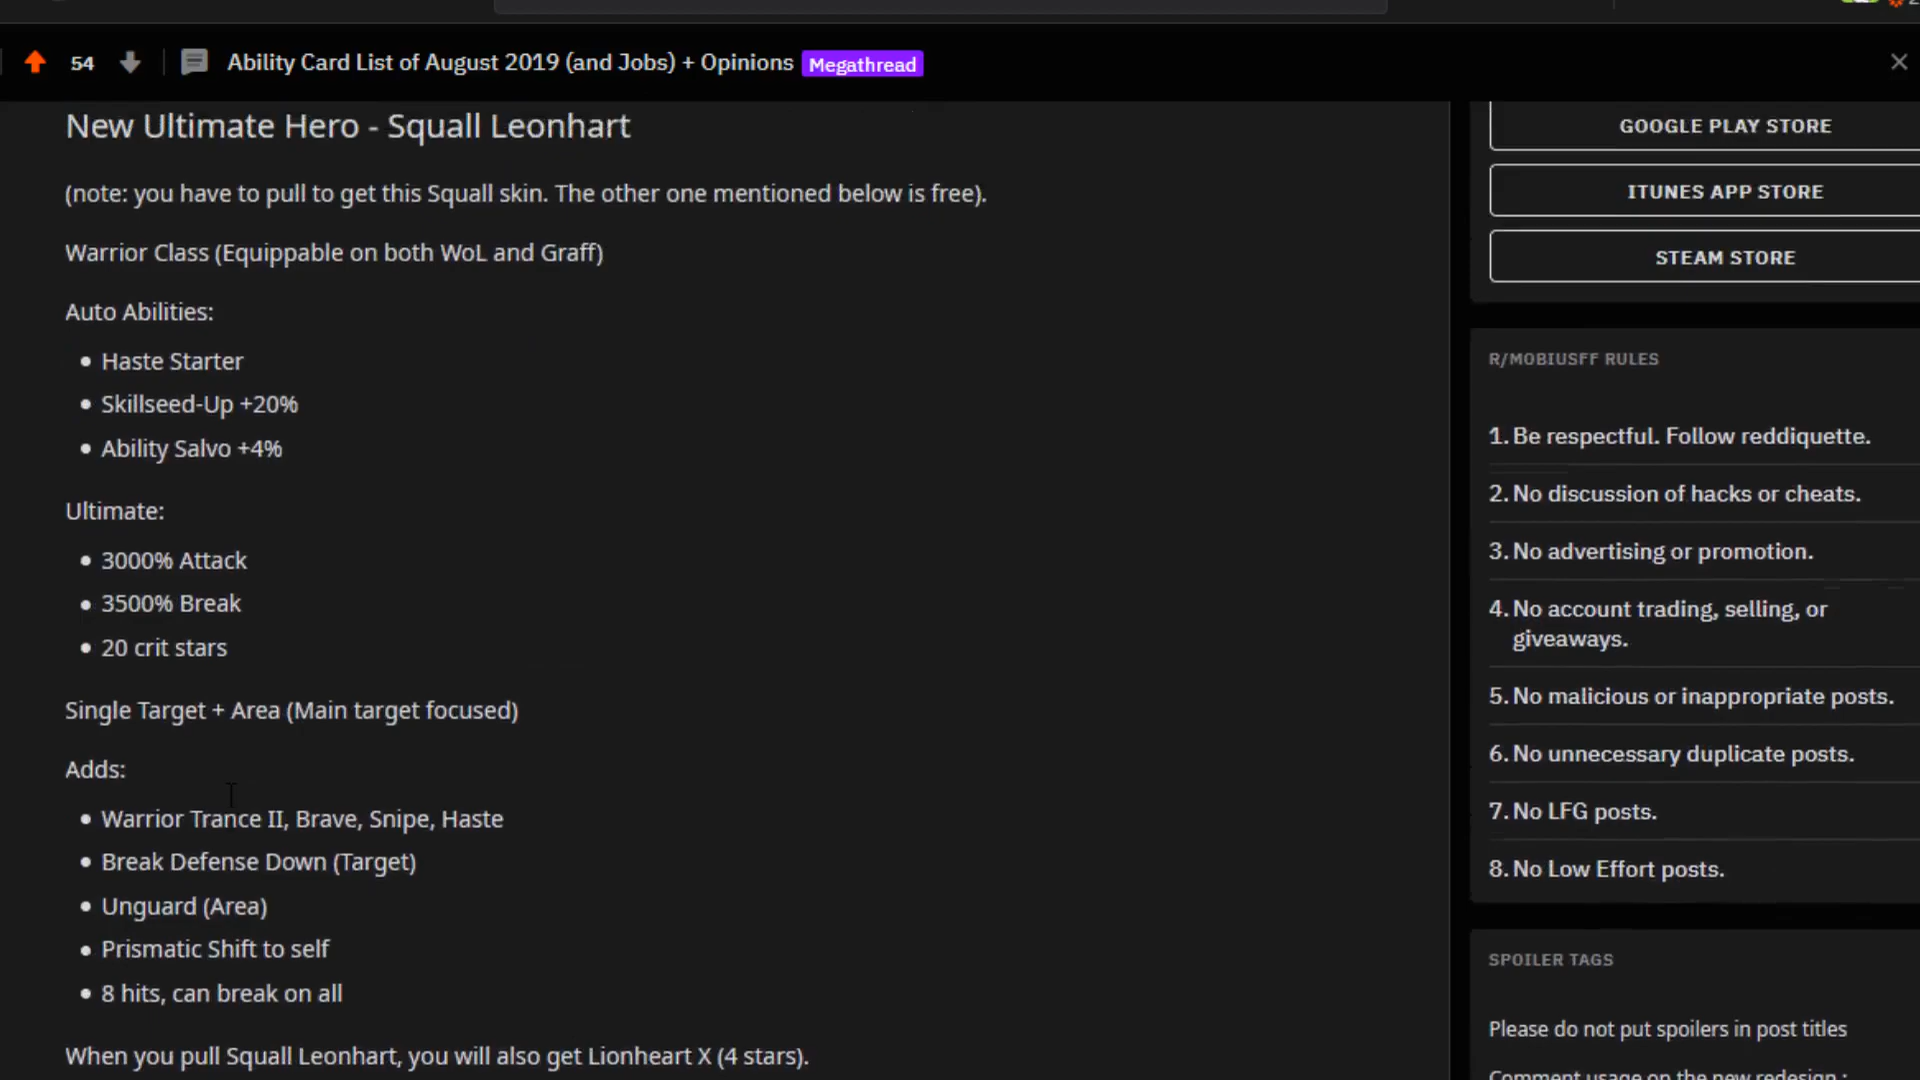 54 Ability Card List of August 2019 (and Jobs) + Opinions Megathread
New Ultimate Hero - Squall Leonhart
(note: you have to pull to get this Squall skin. The other one mentioned below is free).
Warrior Class (Equippable on both WoL and Graff)
Auto Abilities:
• Haste Starter
• Skillseed-Up +20%
• Ability Salvo +4%
Ultimate:
• 3000% Attack
• 3500% Break
• 20 crit stars
Single Target + Area (Main target focused)
Adds:
• Warrior Trance II, Brave, Snipe, Haste
• Break Defense Down (Target)
• Unguard (Area)
• Prismatic Shift to self
• 8 hits, can break on all
When you pull Squall Leonhart, you will also get Lionheart X (4 stars).
GOOGLE PLAY STORE
ITUNES APP STORE
STEAM STORE
R/MOBIUSFF RULES
1. Be respectful. Follow reddiquette.
2. No discussion of hacks or cheats.
3. No advertising or promotion.
4. No account trading, selling, or
giveaways.
5. No malicious or inappropriate posts.
6. No unnecessary duplicate posts.
7. No LFG posts.
8. No Low Effort posts.
SPOILER TAGS
Please do not put spoilers in post titles
Comment usage on the new redesign :